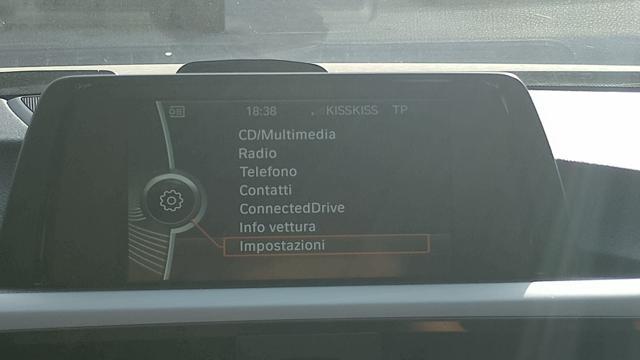 18:38 . KISSKISS TP
CD/Multimedia
Radio
Telefono
Contatti
ConnectedDrive
Info vettura
Impostazioni